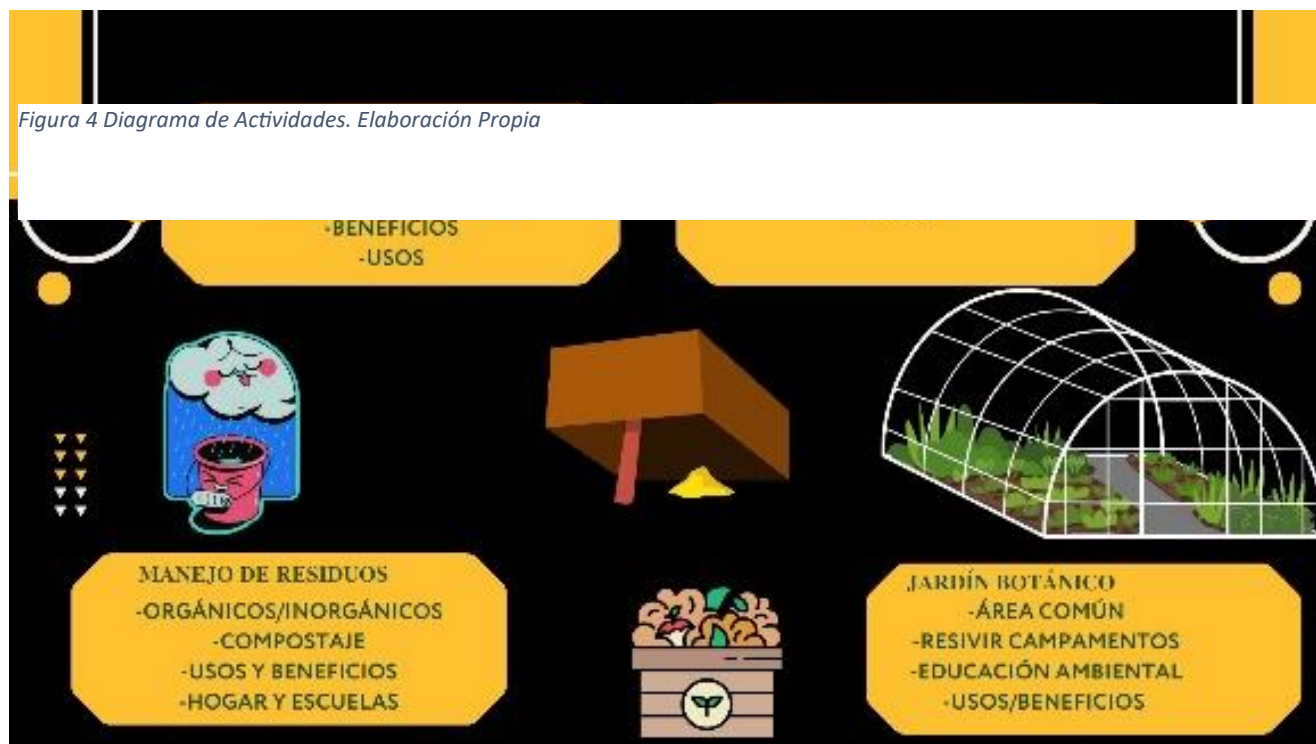 Figura 4 Diagrama de Actividades. Elaboración Propia
-BENEFICIOS
-USOS
MANEJO DE RESIDUOS
-ORGÁNICOS/INORGÁNICOS
-COMPOSTAJE
-USOS Y BENEFICIOS
-HOGAR Y ESCUELAS
JARDÍN BOTÁNICO
-ÁREA COMÚN
-RESIVIR CAMPAMENTOS
-EDUCACIÓN AMBIENTAL
-USOS/BENEFICIOS